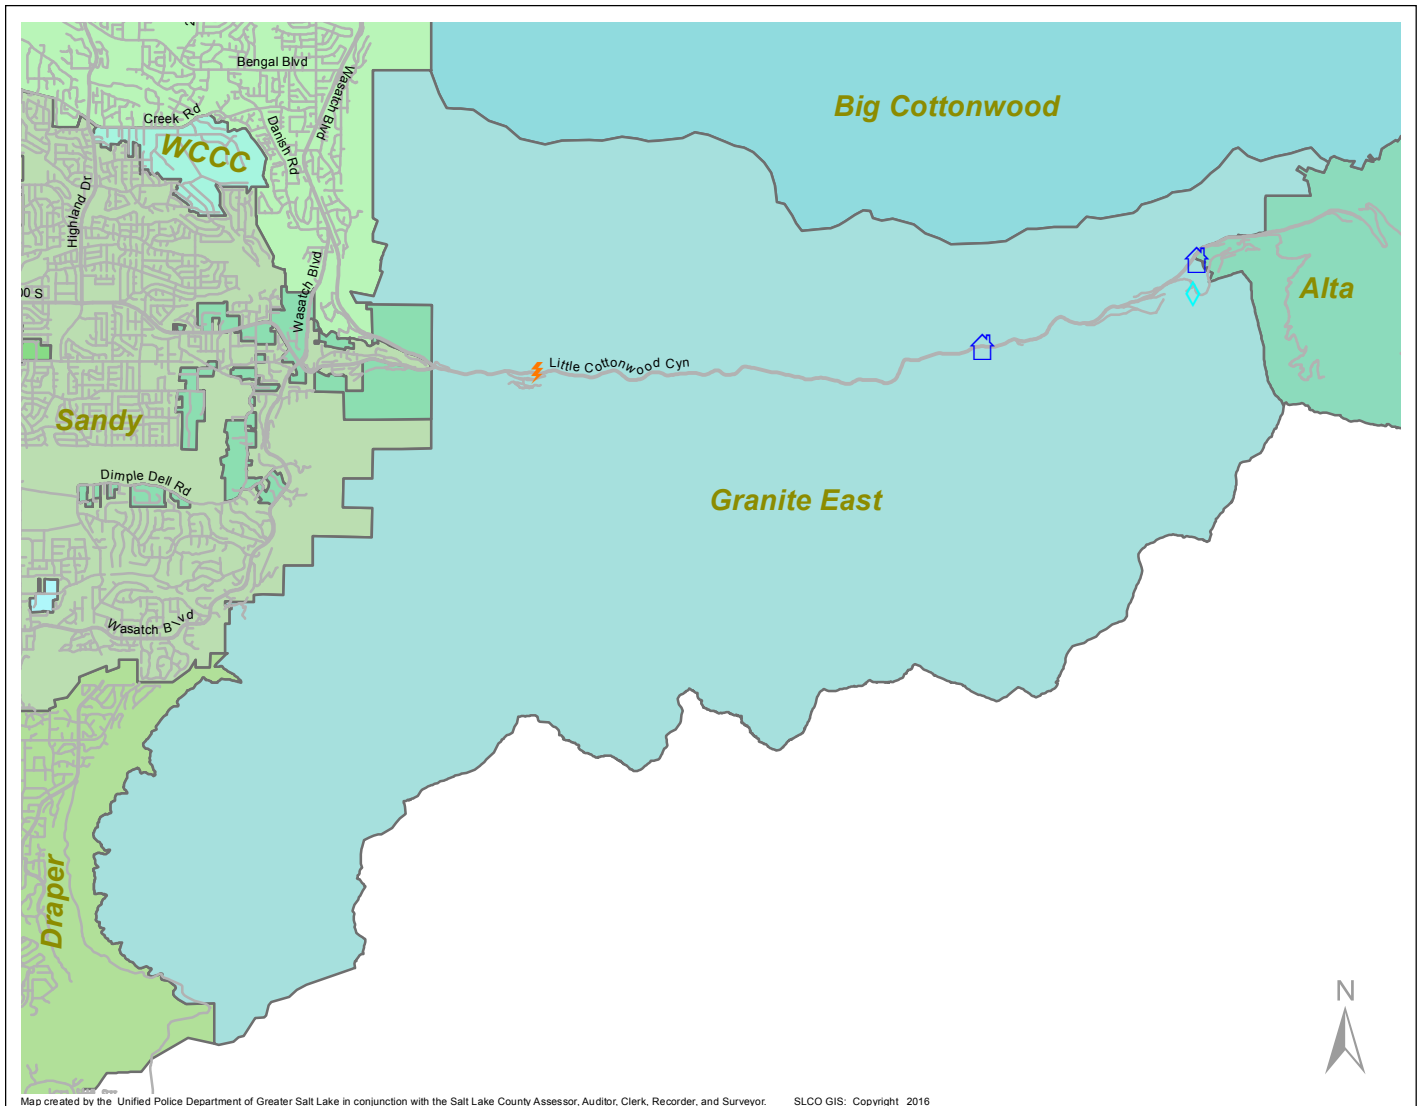 Bengal Blvd
Big Cottonwood
Wasatch Blvd
Creek Rd
WCCC
Danish Rd
Highland Dr
Wasatch Blvd
00 S
Alta
Little Cottonwood Cyn
Sandy
Dimple Dell Rd
Granite East
Wasatch Blvd
Draper
N
Map created by the Unified Police Department of Greater Salt Lake in conjunction with the Salt Lake County Assessor, Auditor, Clerk, Recorder, and Surveyor. SLCO GIS: Copyright 2016